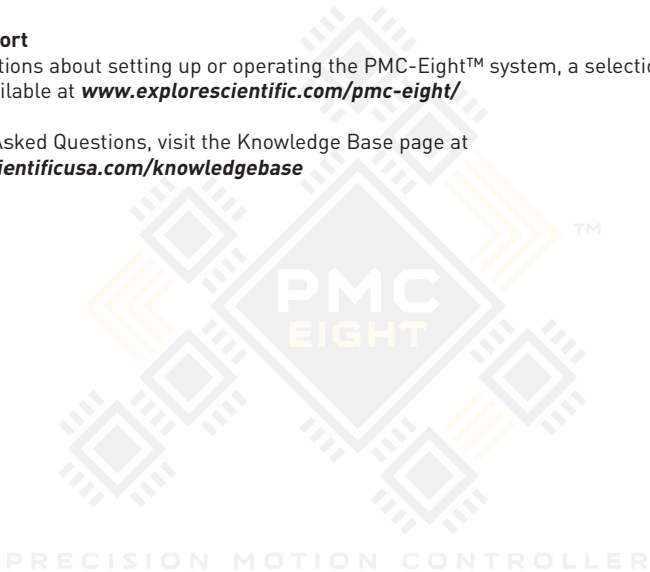 ort
tions about setting up or operating the PMC-Eight™ system, a selectio
ilable at www.explorescientific.com/pmc-eight/
Asked Questions, visit the Knowledge Base page at
ientificusa.com/knowledgebase
TM
PMC
EIGHT
PRECISION MOTION CONTROLLER